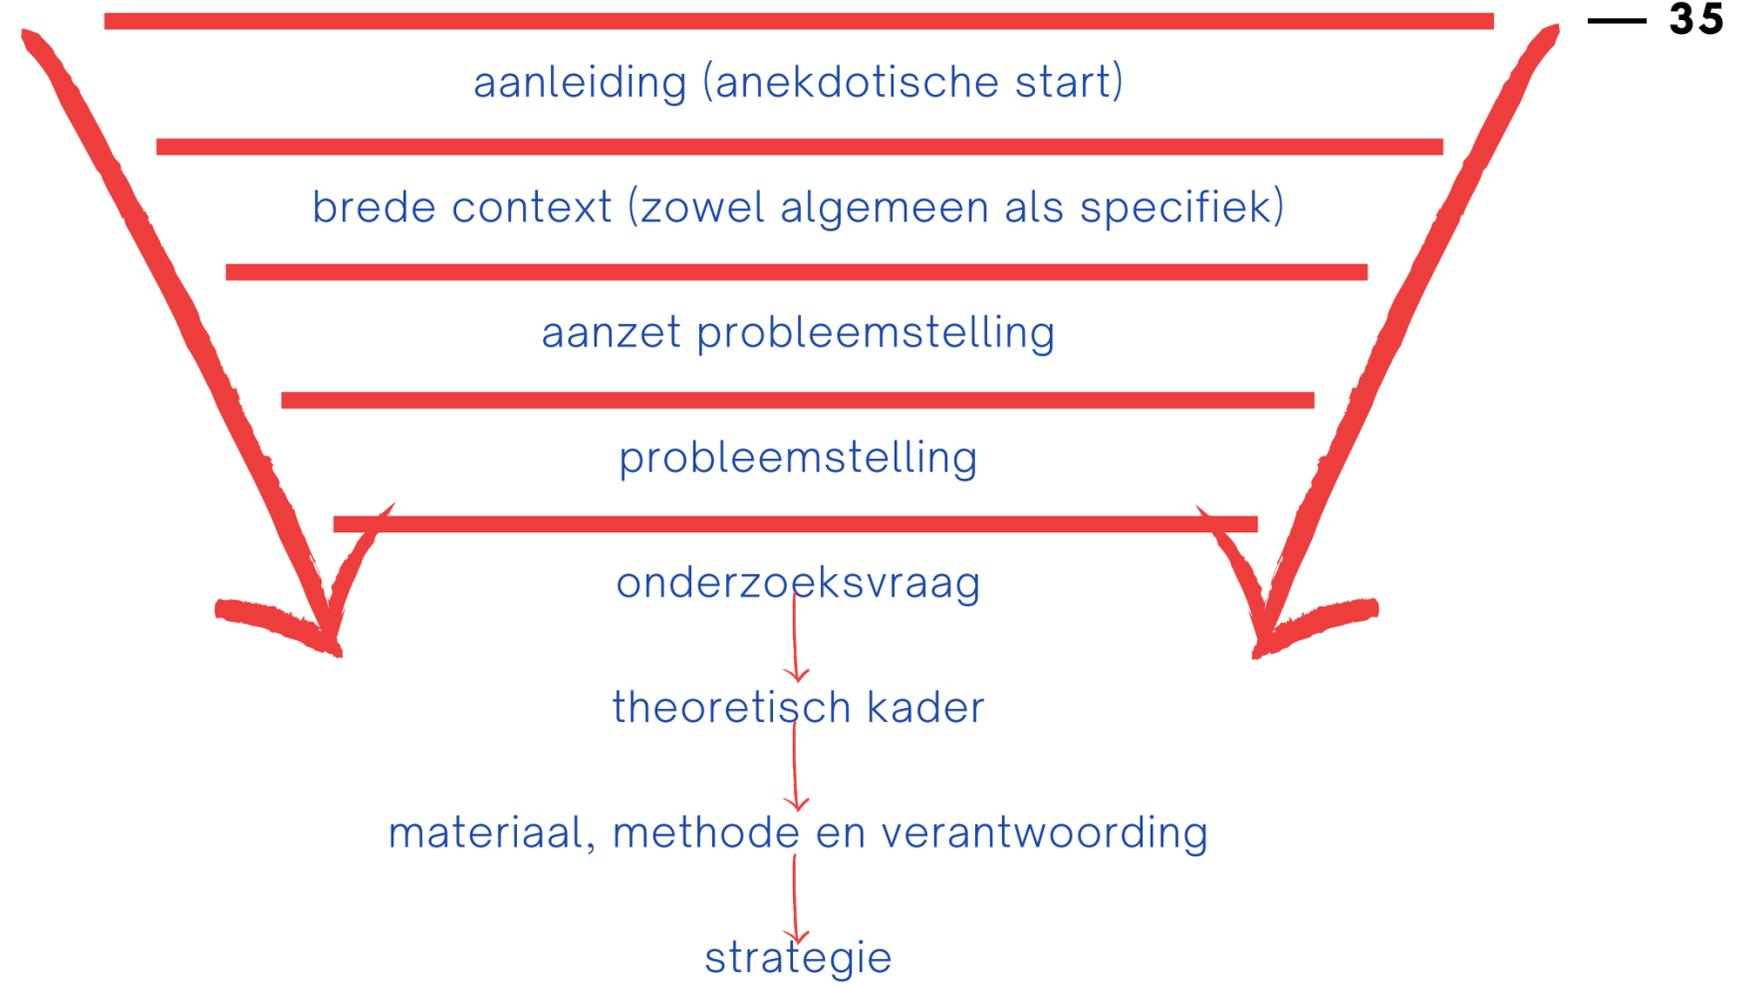 — 35
aanleiding (anekdotische start)
brede context (zowel algemeen als specifiek)
aanzet probleemstelling
probleemstelling
onderzoeksvraag
theoretisch kader
materiaal, methode en verantwoording
strategie